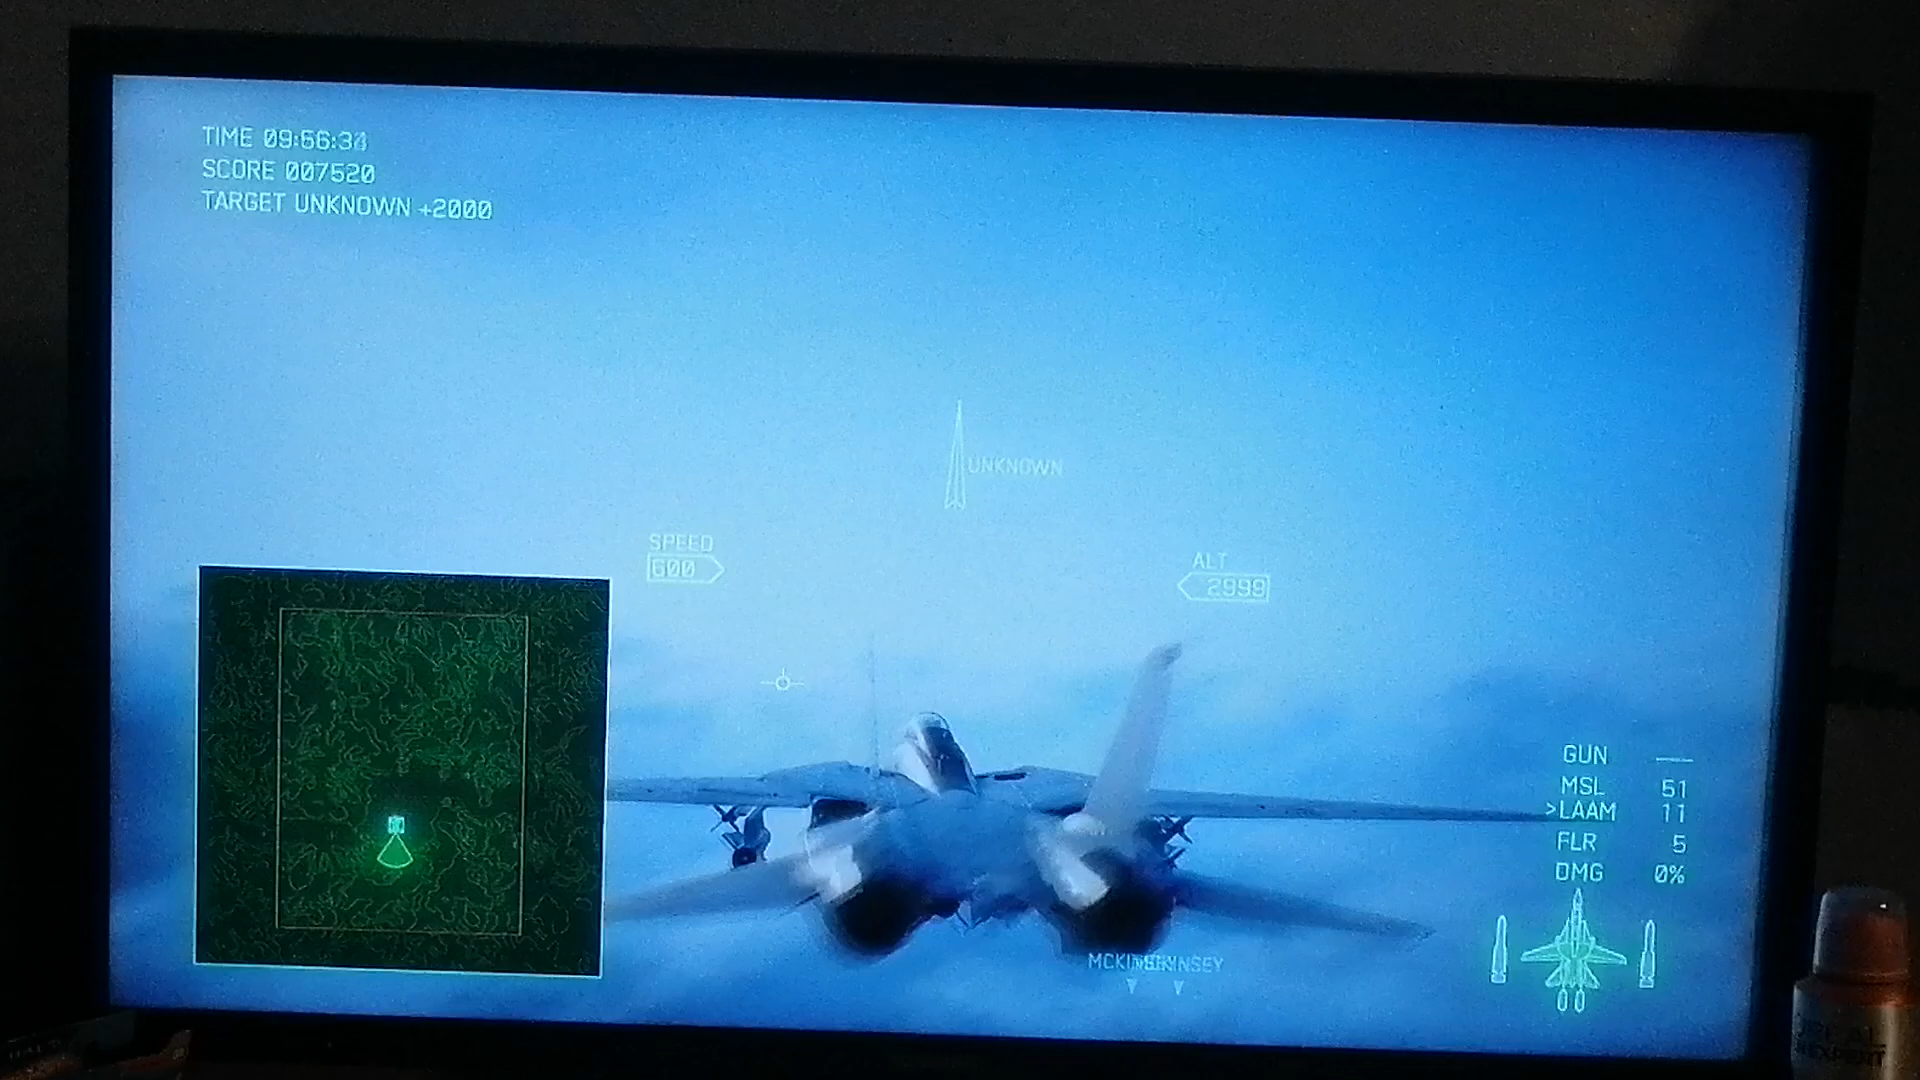 TIME 09:56:34
SCORE 007520
TARGET UNKNOWN +2000
UNKNOWN
SPEED
600
ALT
2999
GUN
MSL 51
>LAAM 11
FLR 5
DMG 0%
EXPERT